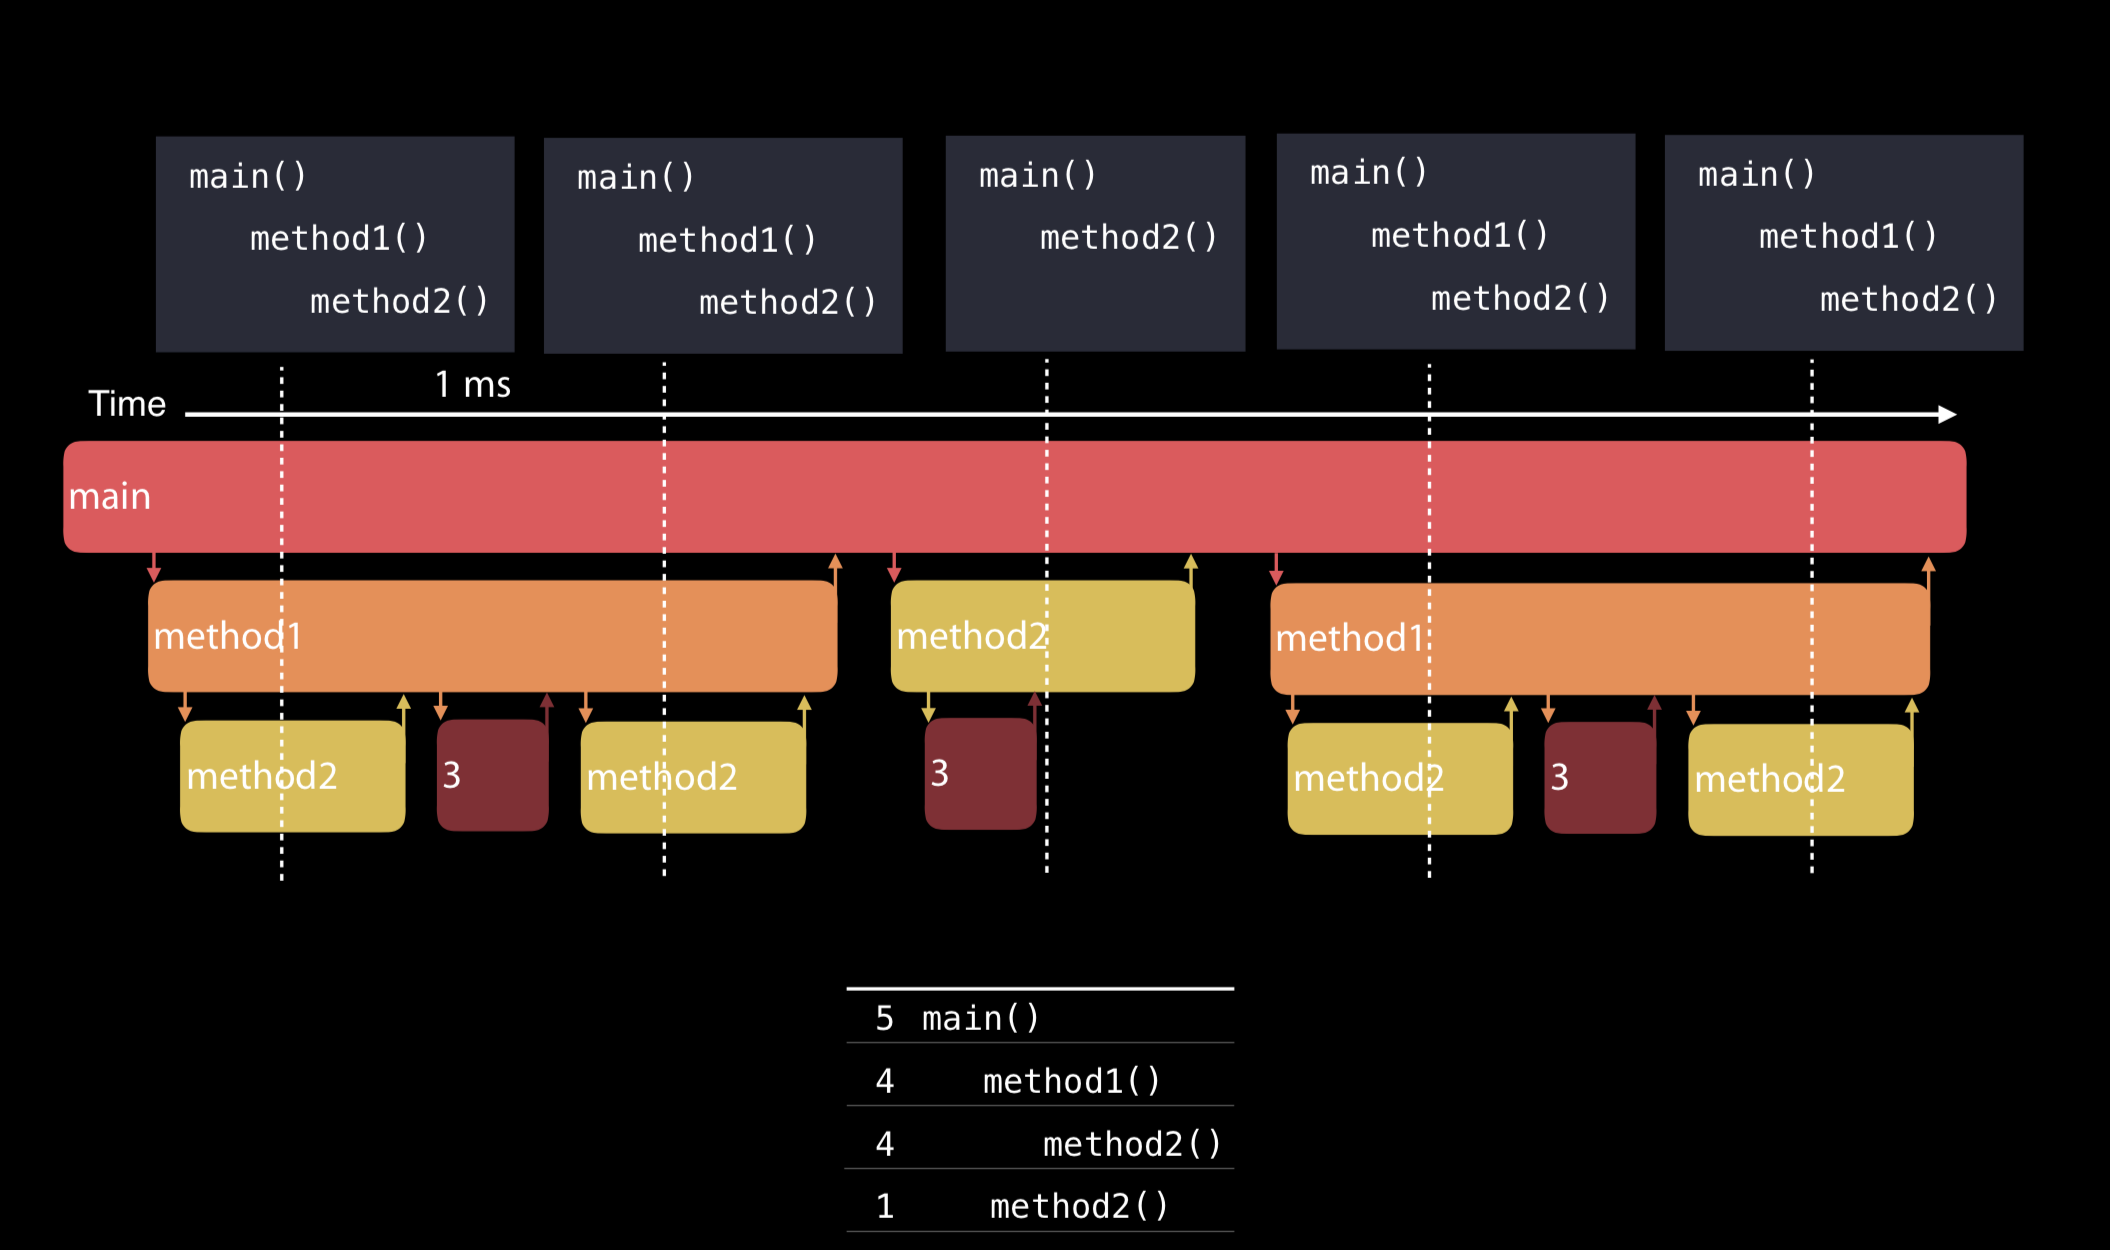 main()
method1()
method2()
main()
method1()
method2()
main()
method2()
main()
method1()
method2()
main()
method1()
method2()
1 ms
Time
main
method1
method2
method1
method2
3
method2
3
method2
3
method2
5 main()
4 method1()
4 method2()
1 method2()